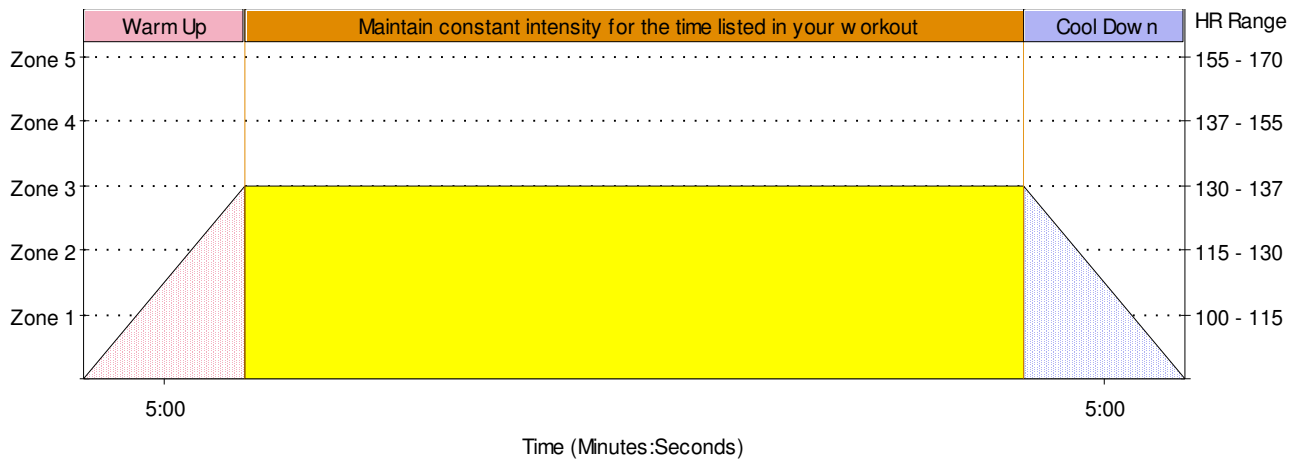 Warm Up Maintain constant intensity for the time listed in your workout Cool Down HR Range
Zone 5 155 - 170
Zone 4 137 - 155
Zone 3 130 - 137
Zone 2 115 - 130
Zone 1 100 - 115
5:00 5:00
Time (Minutes:Seconds)